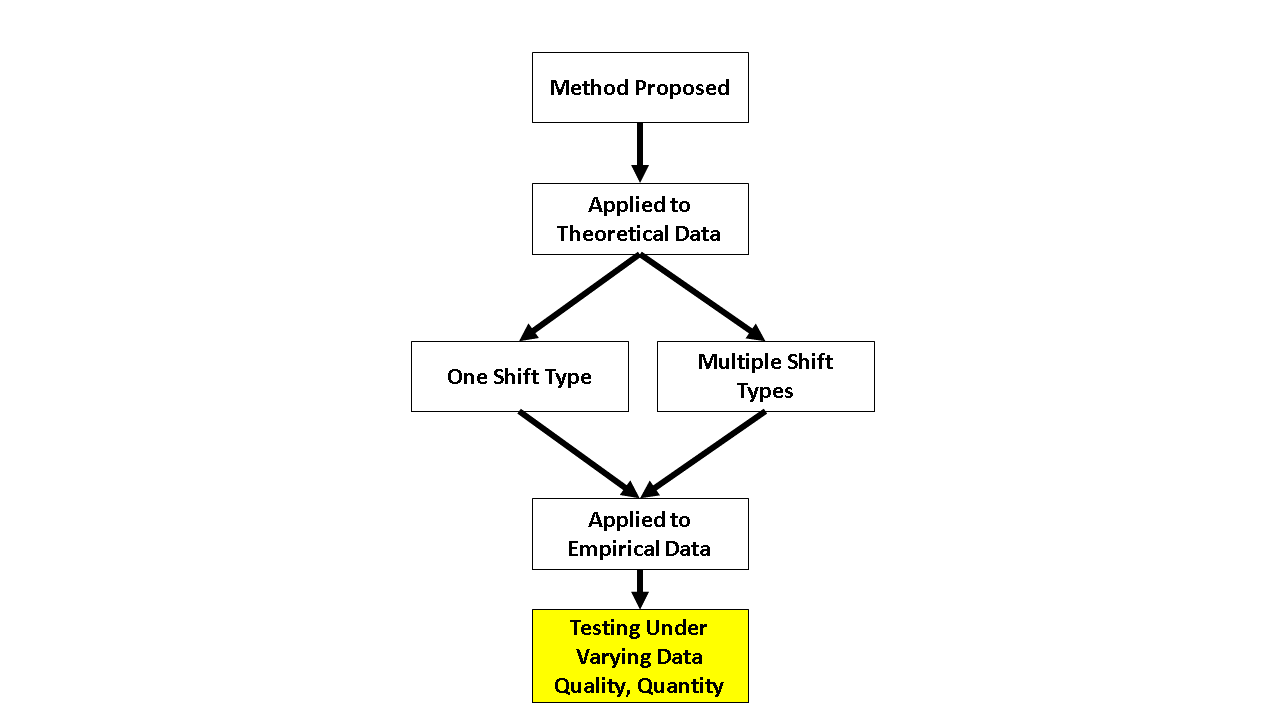 Method Proposed
Applied to
Theoretical Data
One Shift Type
Multiple Shift
Types
Applied to
Empirical Data
Testing Under
Varying Data
Quality, Quantity